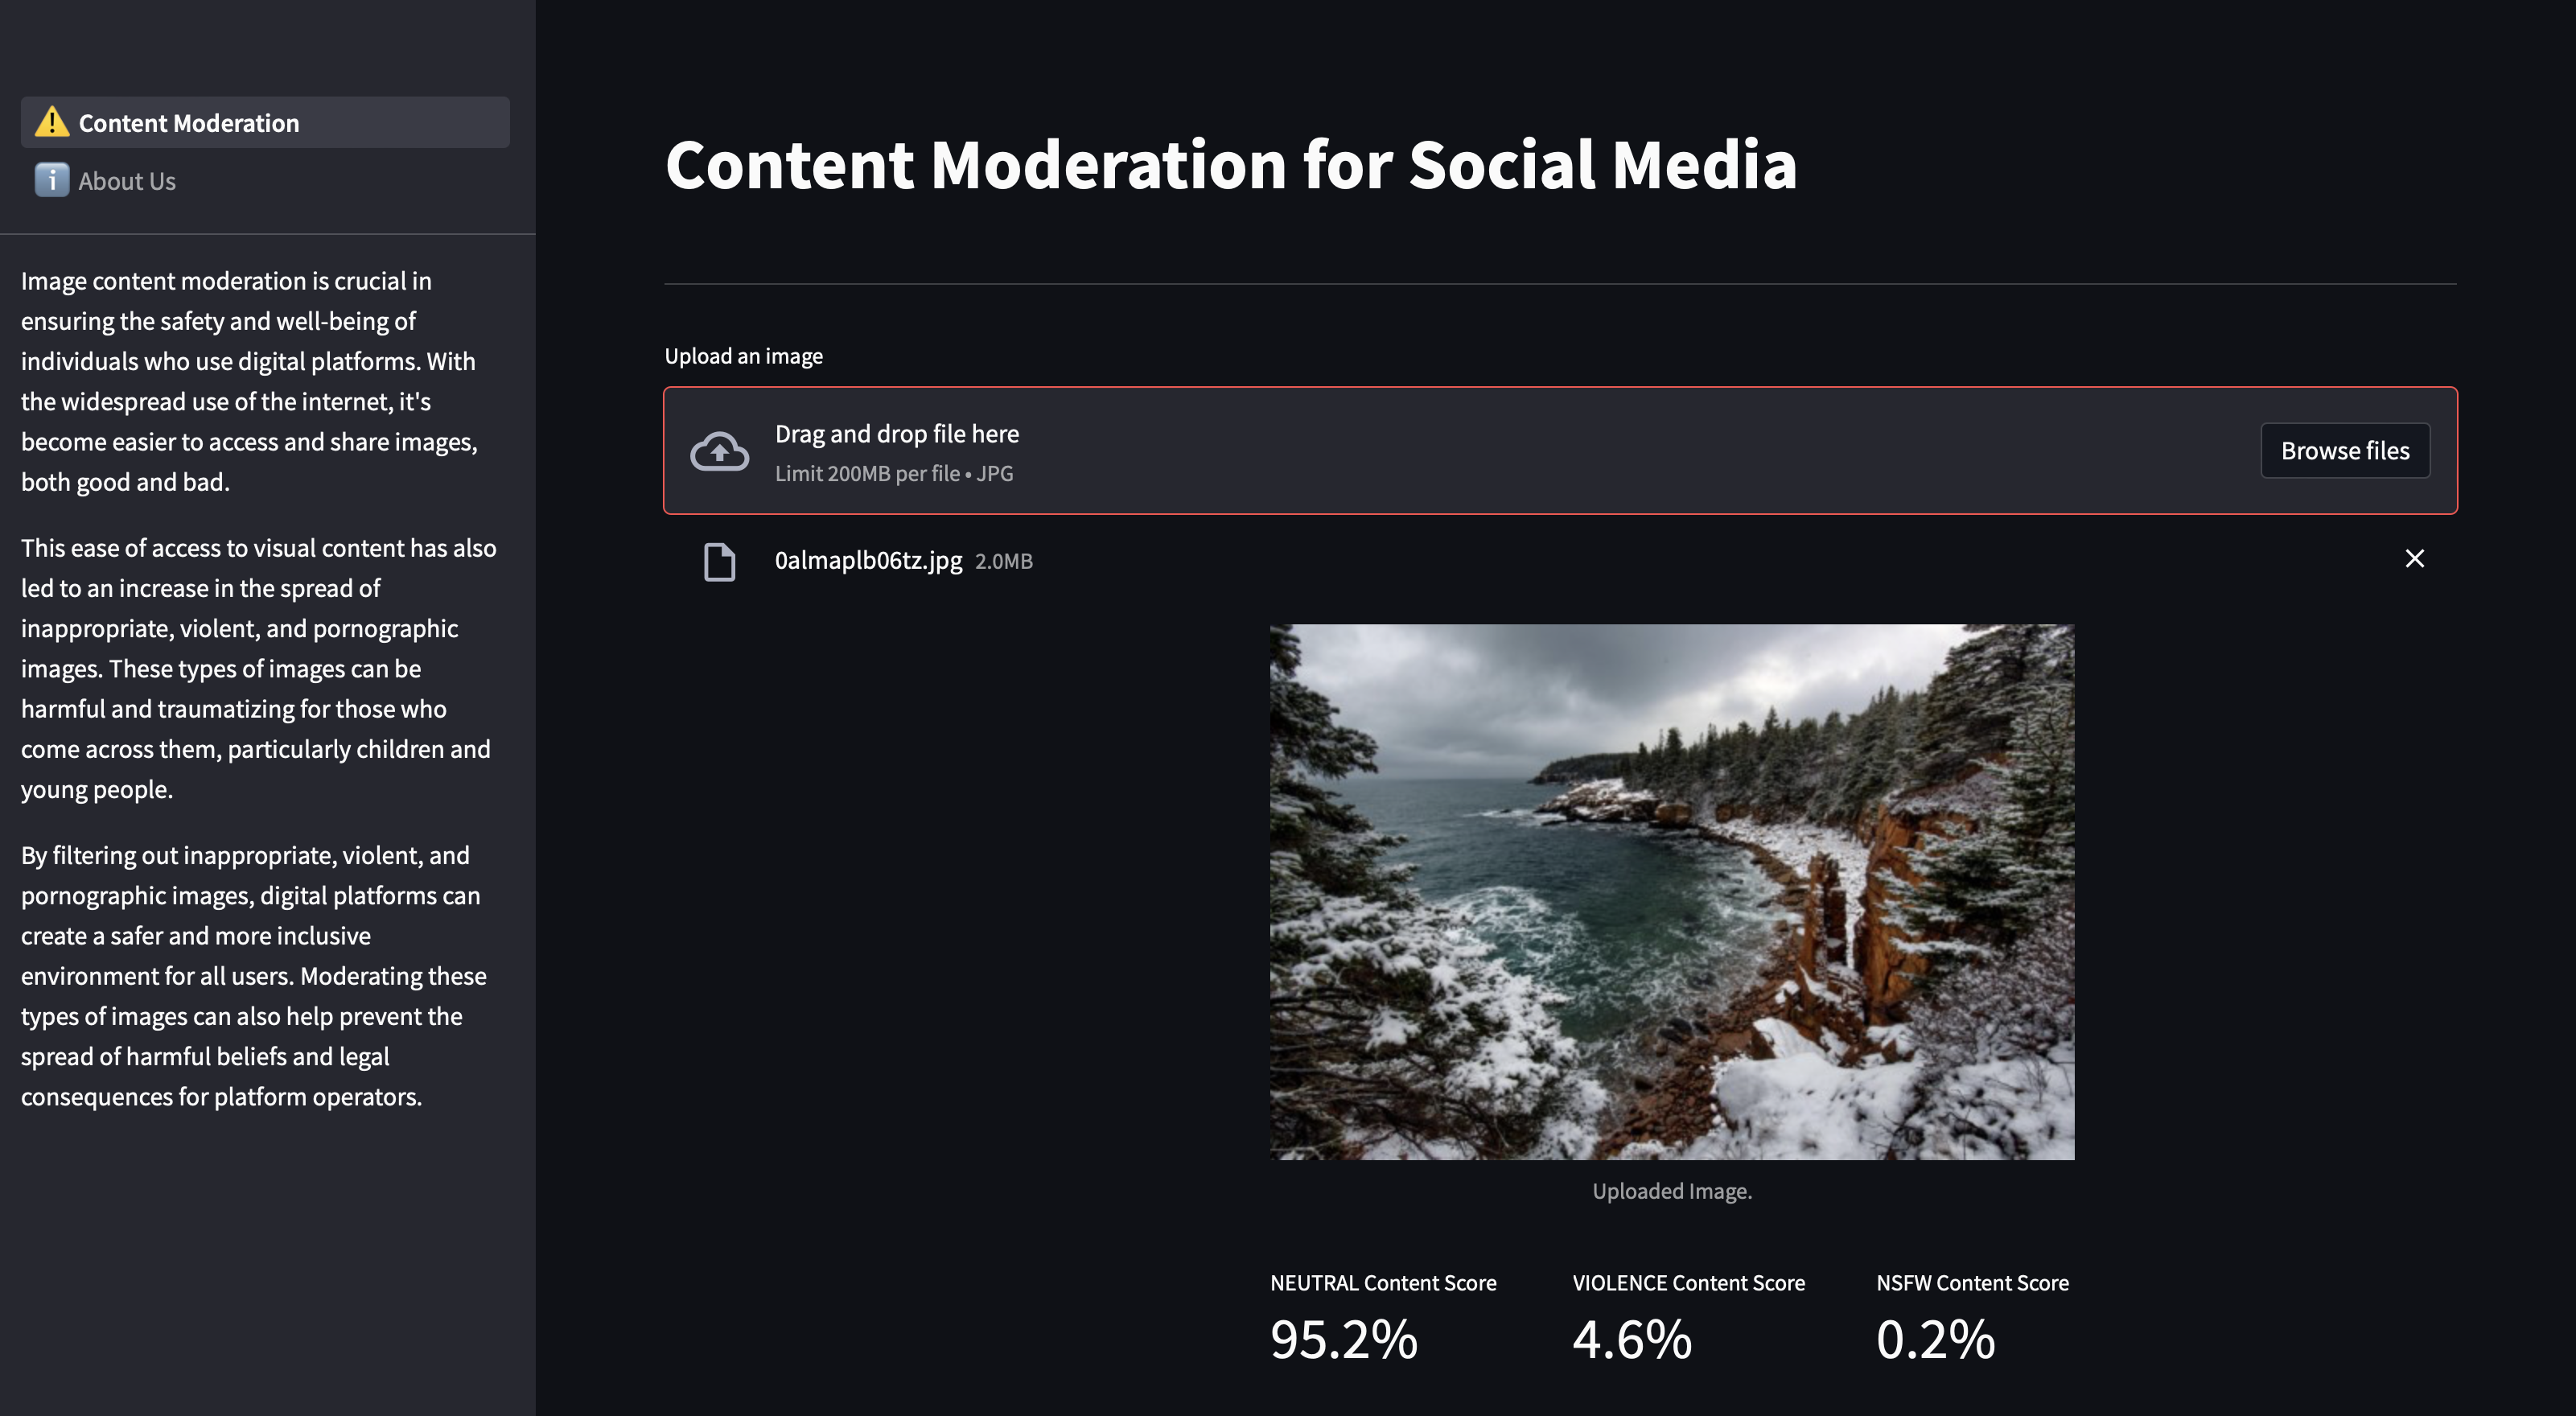 ⚠️ Content Moderation
ℹ️ About Us
Image content moderation is crucial in
ensuring the safety and well-being of
individuals who use digital platforms. With
the widespread use of the internet, it's
become easier to access and share images,
both good and bad.
This ease of access to visual content has also
led to an increase in the spread of
inappropriate, violent, and pornographic
images. These types of images can be
harmful and traumatizing for those who
come across them, particularly children and
young people.
By filtering out inappropriate, violent, and
pornographic images, digital platforms can
create a safer and more inclusive
environment for all users. Moderating these
types of images can also help prevent the
spread of harmful beliefs and legal
consequences for platform operators.
Content Moderation for Social Media
Upload an image
Drag and drop file here
Limit 200MB per file • JPG
Browse files
0almaplb06tz.jpg 2.0MB
Uploaded Image.
NEUTRAL Content Score
95.2%
VIOLENCE Content Score
4.6%
NSFW Content Score
0.2%